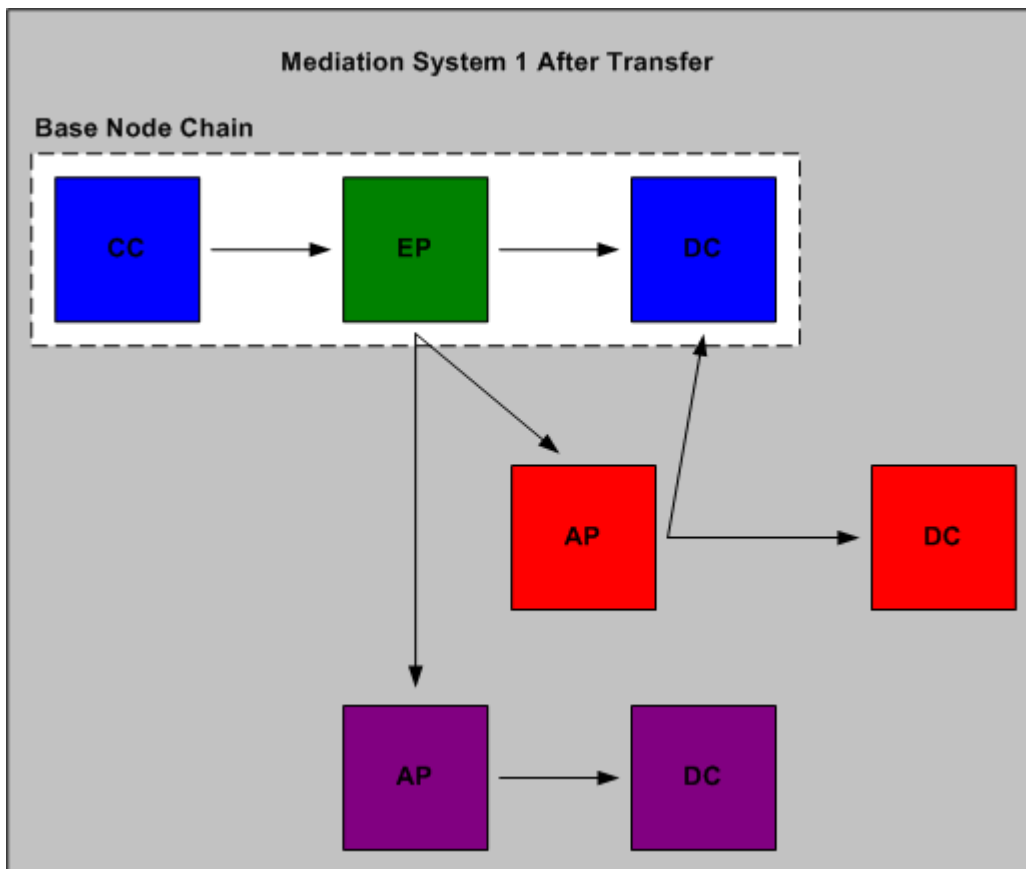 Mediation System 1 After Transfer
Base Node Chain
CC
EP
DC
AP
DC
AP
DC